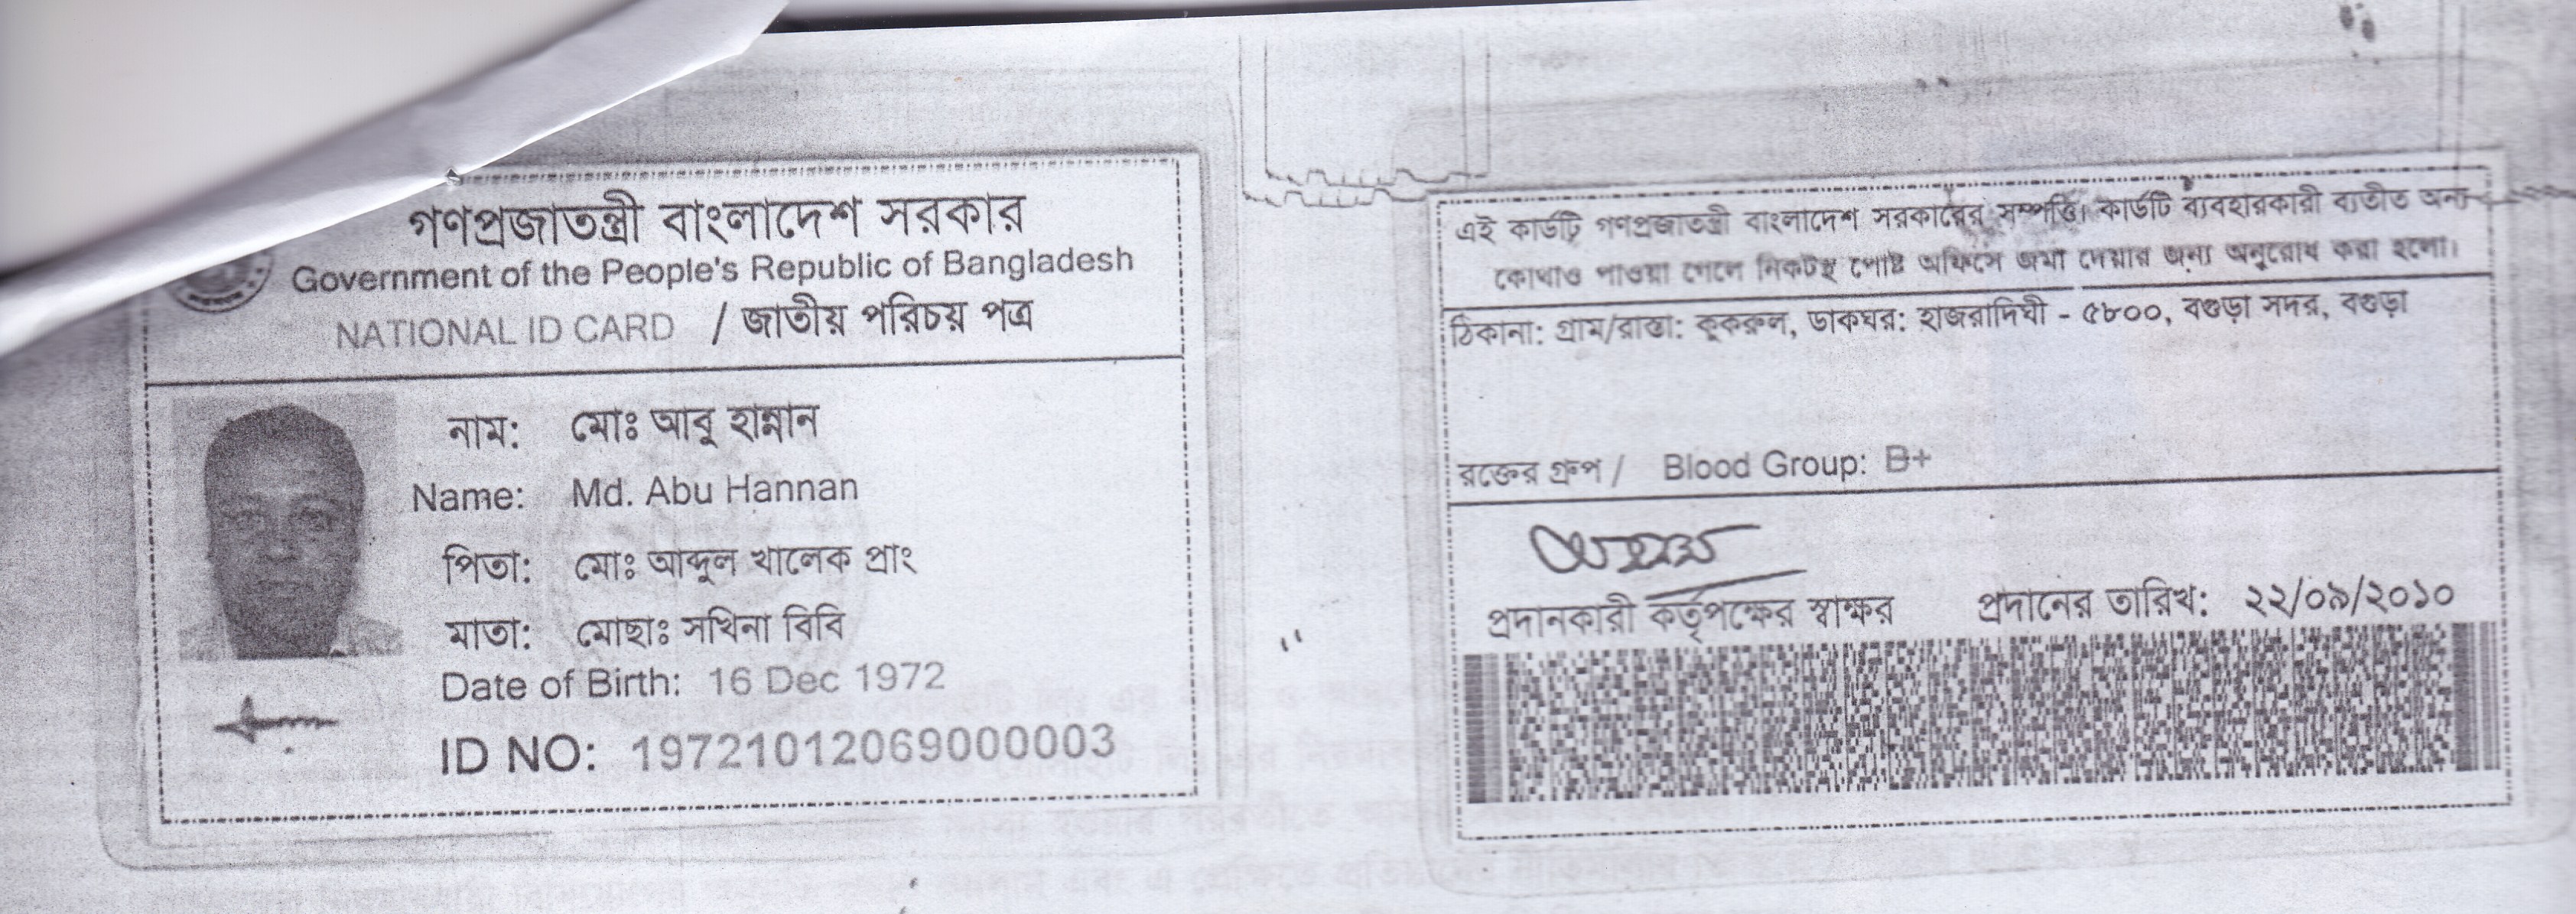 গণপ্রজাতন্ত্রী বাংলাদেশ সরকার
Government of the People's Republic of Bangladesh
NATIONAL ID CARD / জাতীয় পরিচয় পত্র
নাম: মোঃ আবু হান্নান
Name: Md. Abu Hannan
পিতা: মোঃ আব্দুল খালেক প্রাং
মাতা: মোছাঃ সখিনা বিবি
Date of Birth: 16 Dec 1972
ID NO: 19721012069000003
এই কার্ডটি গণপ্রজাতন্ত্রী বাংলাদেশ সরকারের সম্পত্তি। কার্ডটি ব্যবহারকারী ব্যতীত অন্য
কোথাও পাওয়া গেলে নিকটস্থ পোষ্ট অফিসে জমা দেয়ার জন্য অনুরোধ করা হলো।
ঠিকানা: গ্রাম/রাস্তা: কুকরুল, ডাকঘর: হাজরাদিঘী - ৫৮০০, বগুড়া সদর, বগুড়া
রক্তের গ্রুপ / Blood Group: B+
প্রদানকারী কর্তৃপক্ষের স্বাক্ষর প্রদানের তারিখ: ২২/০৯/২০১০